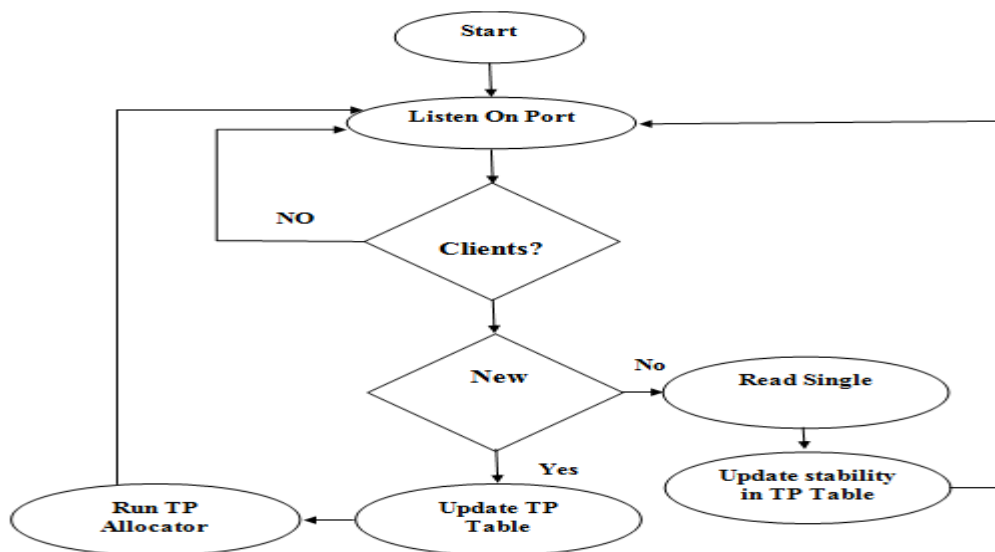 Start
Listen On Port
NO
Clients?
New
No
Read Single
Yes
Update stability
in TP Table
Run TP
Allocator
Update TP
Table